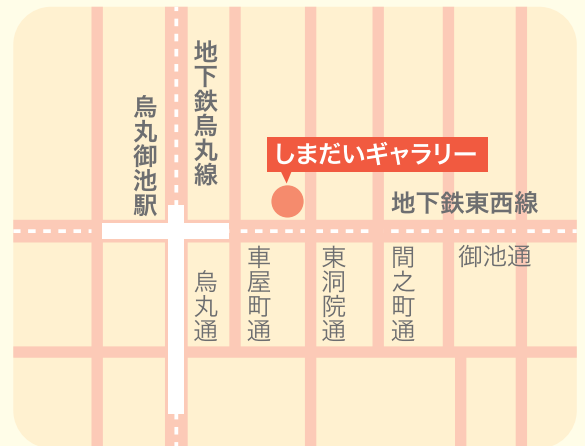 地下鉄烏丸線
烏丸御池駅
しまだいギャラリー
地下鉄東西線
御池通
間之町通
東洞院通
車屋町通
烏丸通